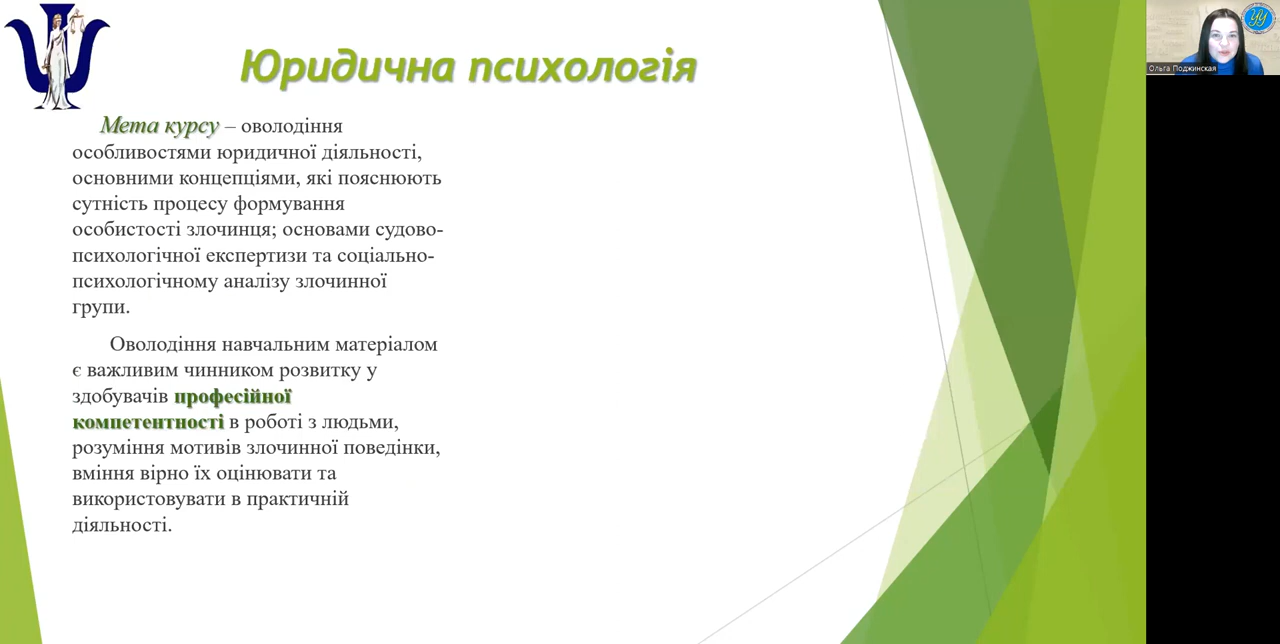 Юридична психологія
Мета курсу – оволодіння
особливостями юридичної діяльності,
основними концепціями, які пояснюють
сутність процесу формування
особистості злочинця; основами судово-
психологічної експертизи та соціально-
психологічному аналізу злочинної
групи.
Оволодіння навчальним матеріалом
є важливим чинником розвитку у
здобувачів професійної
компетентності в роботі з людьми,
розуміння мотивів злочинної поведінки,
вміння вірно їх оцінювати та
використовувати в практичній
діяльності.
Ольга Поджинская